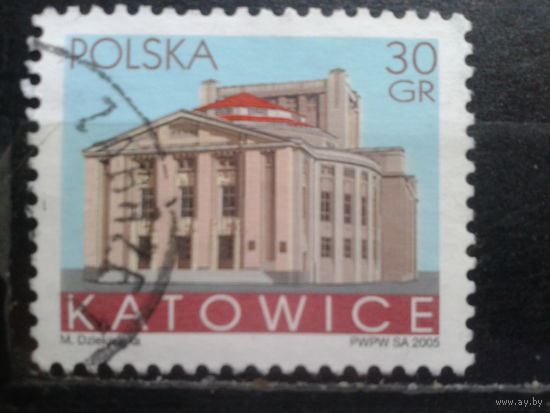 POLSKA 30
GR
KATOWICE
M. PWPW SA 2005
www.ay.by